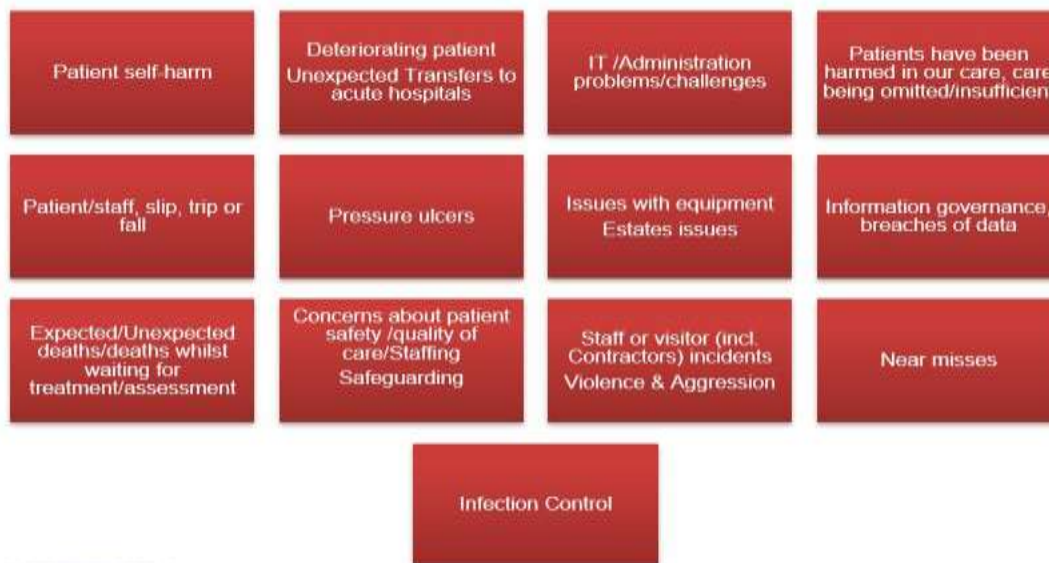 Patient self-harm
Deteriorating patient
Unexpected Transfers to
acute hospitals
IT /Administration
problems/challenges
Patients have been
harmed in our care, care
being omitted/insufficient
Patient/staff, slip, trip or
fall
Pressure ulcers
Issues with equipment
Estates issues
Information governance,
breaches of data
Expected/Unexpected
deaths/deaths whilst
waiting for
treatment/assessment
Concerns about patient
safety /quality of
care/Staffing
Safeguarding
Staff or visitor (incl.
Contractors) incidents
Violence & Aggression
Near misses
Infection Control